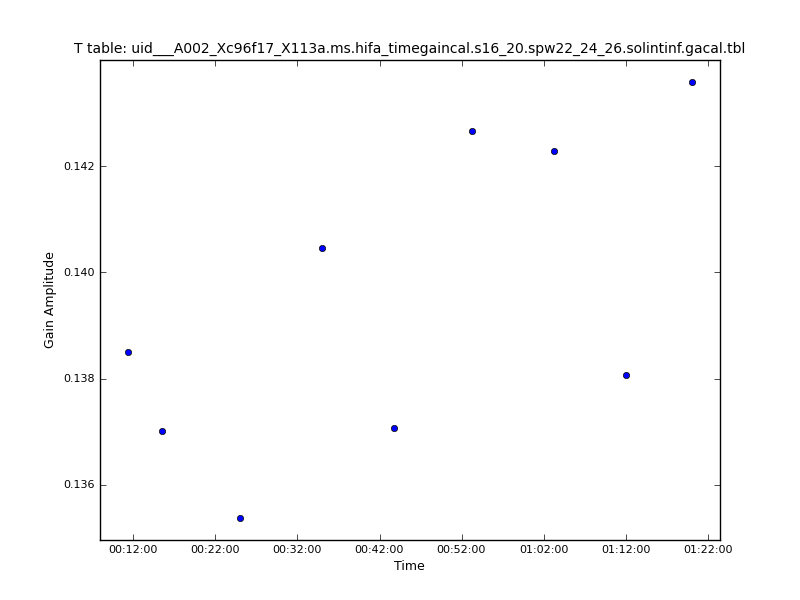 T table: uid___A002_Xc96f17_X113a.ms.hifa_timegaincal.s16_20.spw22_24_26.solintinf.gacal.tbl
Gain Amplitude
0.142
0.140
0.138
0.136
00:12:00 00:22:00 00:32:00 00:42:00 00:52:00 01:02:00 01:12:00 01:22:00
Time